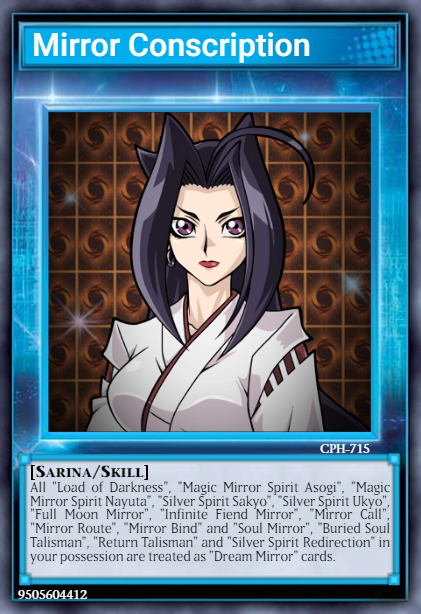 Mirror Conscription
CPH-715
[SARINA/SKILL]
All "Load of Darkness", "Magic Mirror Spirit Asogi", "Magic
Mirror Spirit Nayuta", "Silver Spirit Sakyo", "Silver Spirit Ukyo",
"Full Moon Mirror", "Infinite Fiend Mirror", "Mirror Call",
"Mirror Route", "Mirror Bind" and "Soul Mirror", "Buried Soul
Talisman", "Return Talisman" and "Silver Spirit Redirection" in
your possession are treated as "Dream Mirror" cards.
9505604412